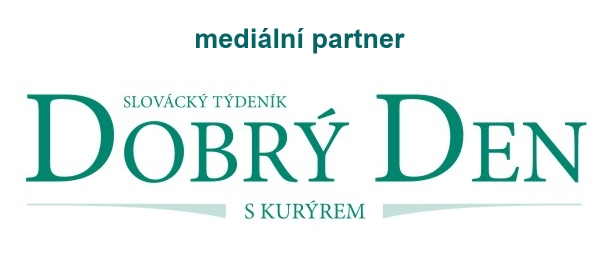 mediální partner
SLOVÁCKÝ TÝDENÍK
DOBRÝ DEN
S KURÝREM